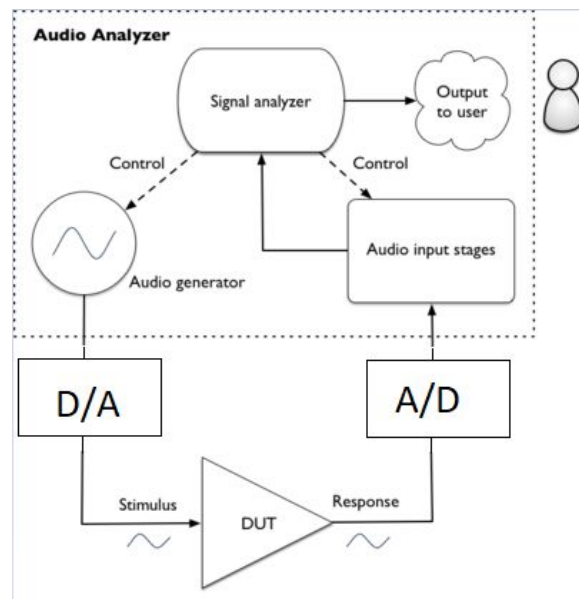 Audio Analyzer
Signal analyzer
Output
to user
Control
Control
Audio input stages
Audio generator
D/A
A/D
Stimulus
DUT
Response